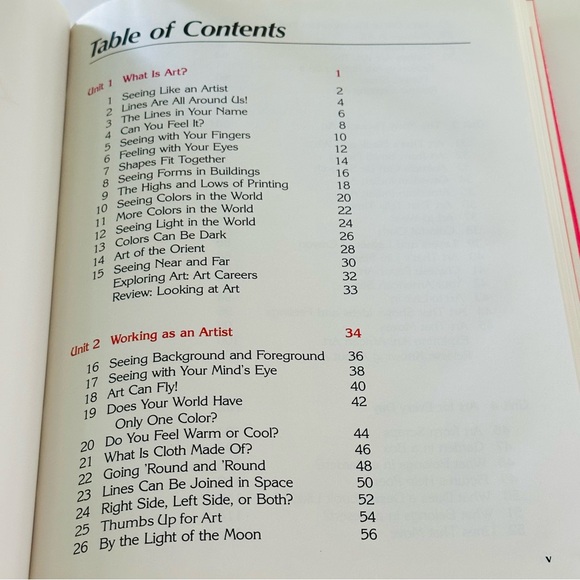 Table of Contents
Unit 1 What Is Art? 1
1 Seeing Like an Artist 2
2 Lines Are All Around Us! 4
3 The Lines in Your Name 6
4 Can You Feel It? 8
5 Seeing with Your Fingers 10
6 Feeling with Your Eyes 12
7 Shapes Fit Together 14
8 Seeing Forms in Buildings 16
9 The Highs and Lows of Printing 18
10 Seeing Colors in the World 20
11 More Colors in the World 22
12 Seeing Light in the World 24
13 Colors Can Be Dark 26
14 Art of the Orient 28
15 Seeing Near and Far 30
Exploring Art: Art Careers 32
Review: Looking at Art 33
Unit 2 Working as an Artist 34
16 Seeing Background and Foreground 36
17 Seeing with Your Mind's Eye 38
18 Art Can Fly! 40
19 Does Your World Have 42
Only One Color?
20 Do You Feel Warm or Cool? 44
21 What Is Cloth Made Of? 46
22 Going 'Round and 'Round 48
23 Lines Can Be Joined in Space 50
24 Right Side, Left Side, or Both? 52
25 Thumbs Up for Art 54
26 By the Light of the Moon 56
v